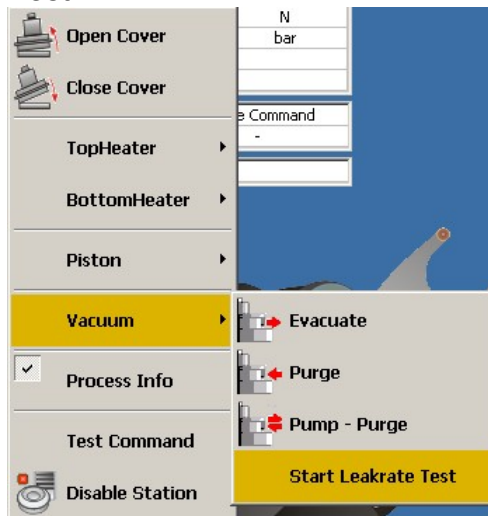 Open Cover
N
bar
Close Cover
e Command
-
TopHeater
BottomHeater
Piston
Vacuum
Evacuate
Process Info
Purge
Pump - Purge
Test Command
Start Leakrate Test
Disable Station